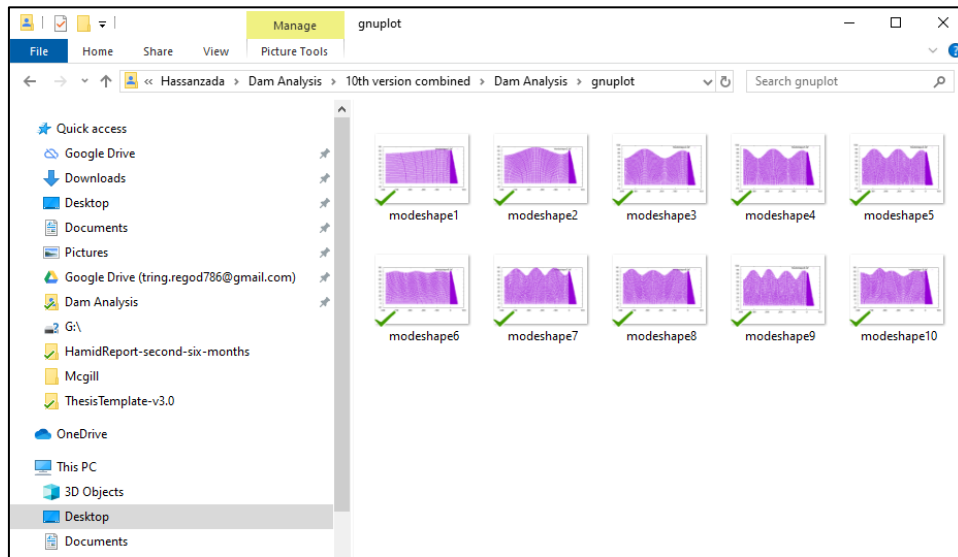 Manage
gnuplot
File
Home
Share
View
Picture Tools
« Hassanzada > Dam Analysis > 10th version combined > Dam Analysis > gnuplot
Search gnuplot
Quick access
Google Drive
Downloads
Desktop
Documents
Pictures
Google Drive (tring.regod786@gmail.com)
Dam Analysis
G:\
HamidReport-second-six-months
Mcgill
ThesisTemplate-v3.0
OneDrive
This PC
3D Objects
Desktop
Documents
modeshape1
modeshape2
modeshape3
modeshape4
modeshape5
modeshape6
modeshape7
modeshape8
modeshape9
modeshape10